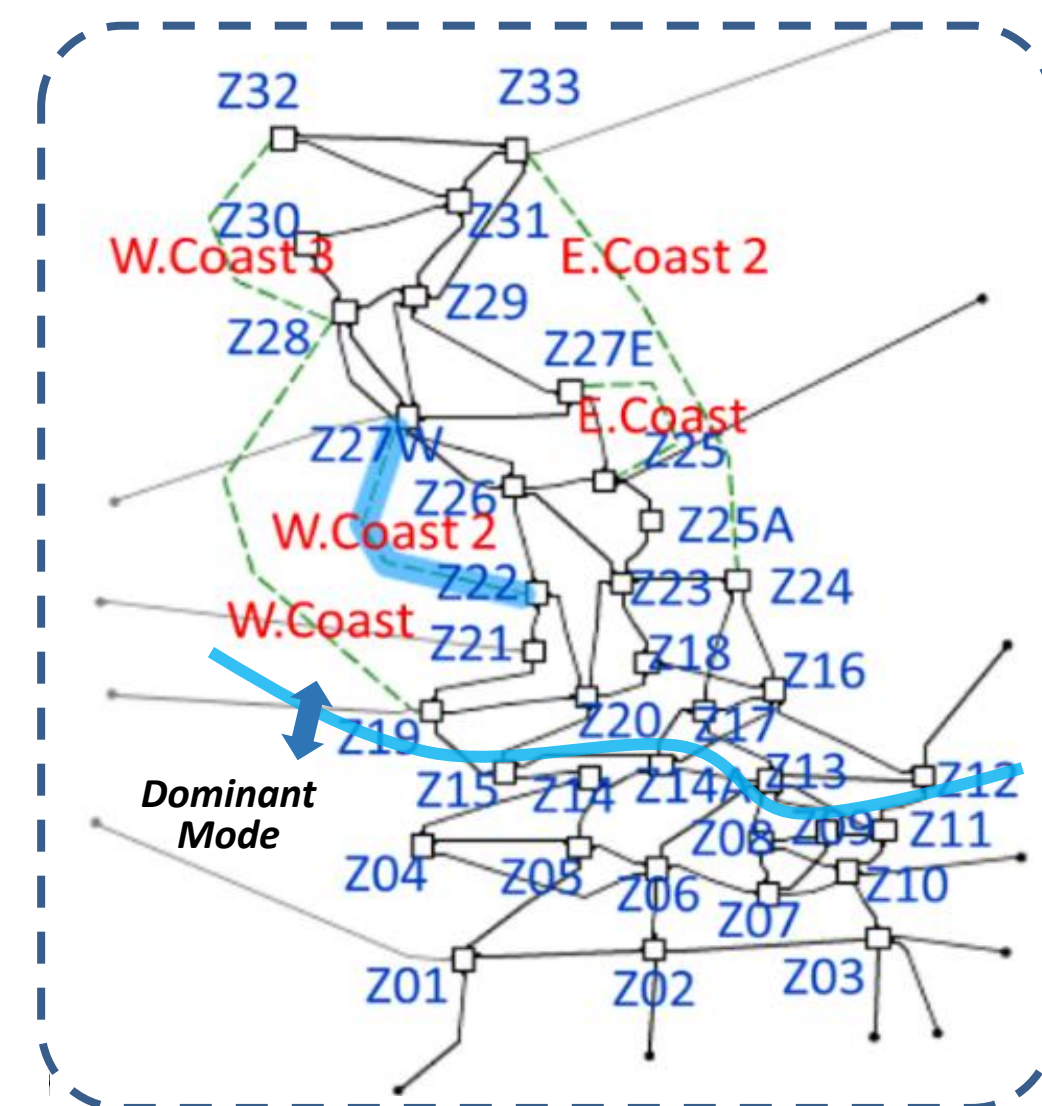 Z32
Z33
Z30
Z31
W.Coast 3
E.Coast 2
Z29
Z28
Z27E
E.Coast
Z27W
Z25
Z26
W.Coast 2
Z25A
Z22
Z23
Z24
W.Coast
Z21
Z18
Z16
Z20
Z17
Z19
Z13
Z12
Z15
Z14
Z14A
Dominant
Mode
Z08
Z09
Z11
Z04
Z05
Z06
Z10
Z07
Z01
Z02
Z03